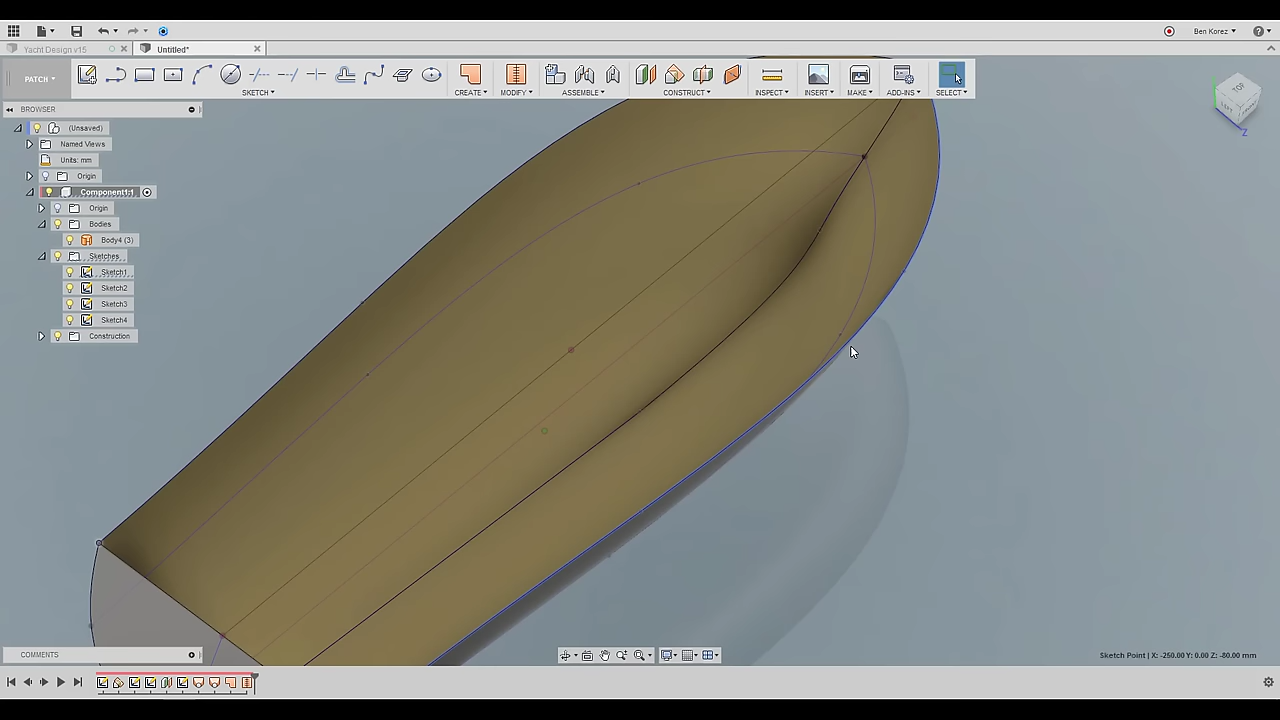 Ben Korez
Yacht Design v15
Untitled*
PATCH
SKETCH
CREATE
MODIFY
ASSEMBLE
CONSTRUCT
INSPECT
INSERT
MAKE
ADD-INS
SELECT
BROWSER
TOP
LEFT
Z
(Unsaved)
Named Views
Units: mm
Origin
Component1:1
Origin
Bodies
Body4 (3)
Sketches
Sketch1
Sketch2
Sketch3
Sketch4
Construction
COMMENTS
Sketch Point | X: -250.00 Y: 0.00 Z: -80.00 mm